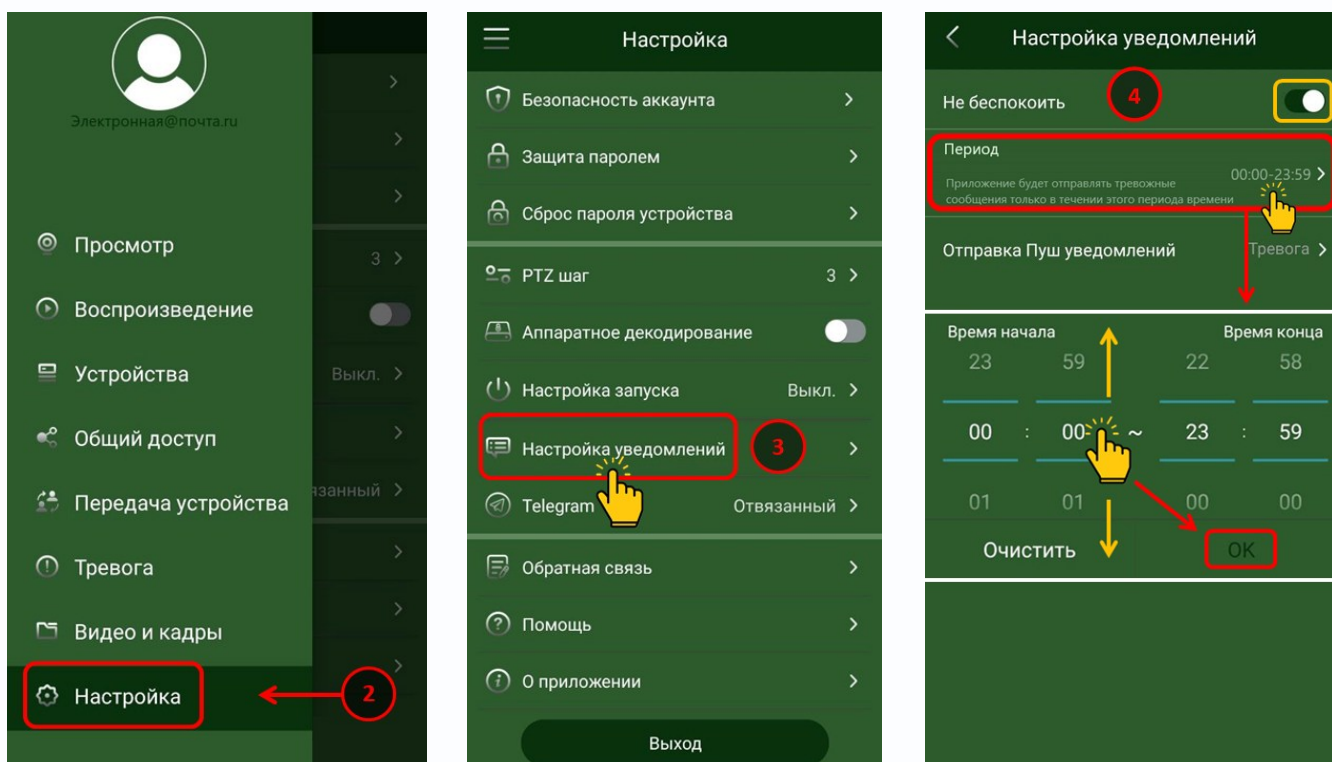 Электронная@почта.ru
3
Выкл.
язанный
Просмотр
Воспроизведение
Устройства
Общий доступ
Передача устройства
Тревога
Видео и кадры
Настройка
2
Настройка
Безопасность аккаунта
Защита паролем
Сброс пароля устройства
PTZ шаг 3
Аппаратное декодирование
Настройка запуска Выкл.
Настройка уведомлений 3
Telegram Отвязанный
Обратная связь
Помощь
О приложении
Выход
Настройка уведомлений
Не беспокоить 4
Период
00:00-23:59
Приложение будет отправлять тревожные
сообщения только в течении этого периода времени
Отправка Пуш уведомлений Тревога
Время начала Время конца
23 59 22 58
00 : 00 ~ 23 : 59
01 01 00 00
Очистить OK